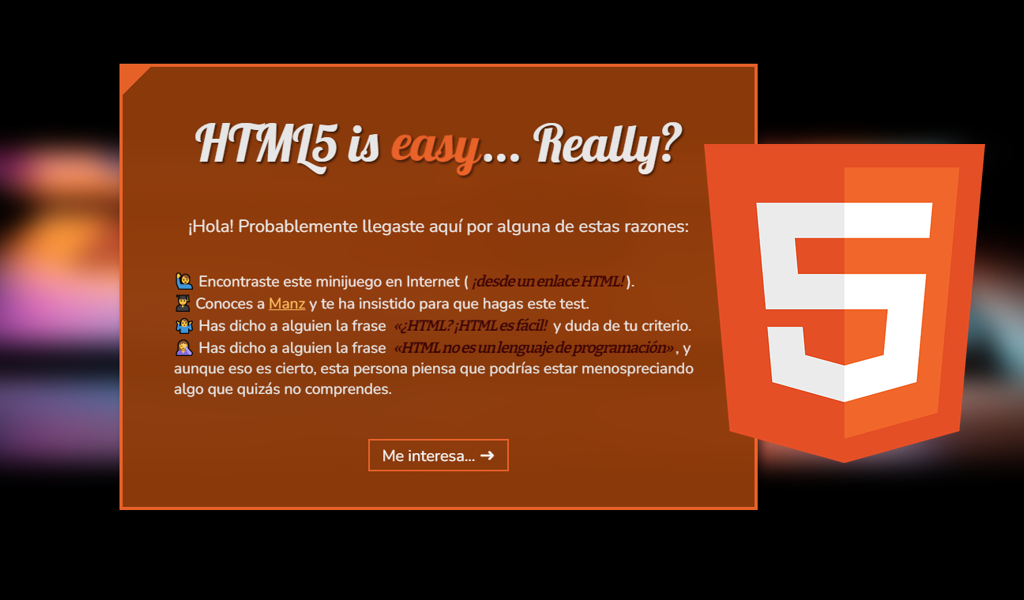 HTML5 is easy... Really?
¡Hola! Probablemente llegaste aquí por alguna de estas razones:
Encontraste este minijuego en Internet ( ¡desde un enlace HTML! ).
Conoces a Manz y te ha insistido para que hagas este test.
Has dicho a alguien la frase «¿HTML? ¡HTML es fácil! y duda de tu criterio.
Has dicho a alguien la frase «HTML no es un lenguaje de programación» , y
aunque eso es cierto, esta persona piensa que podrías estar menospreciando
algo que quizás no comprendes.
Me interesa... →
5